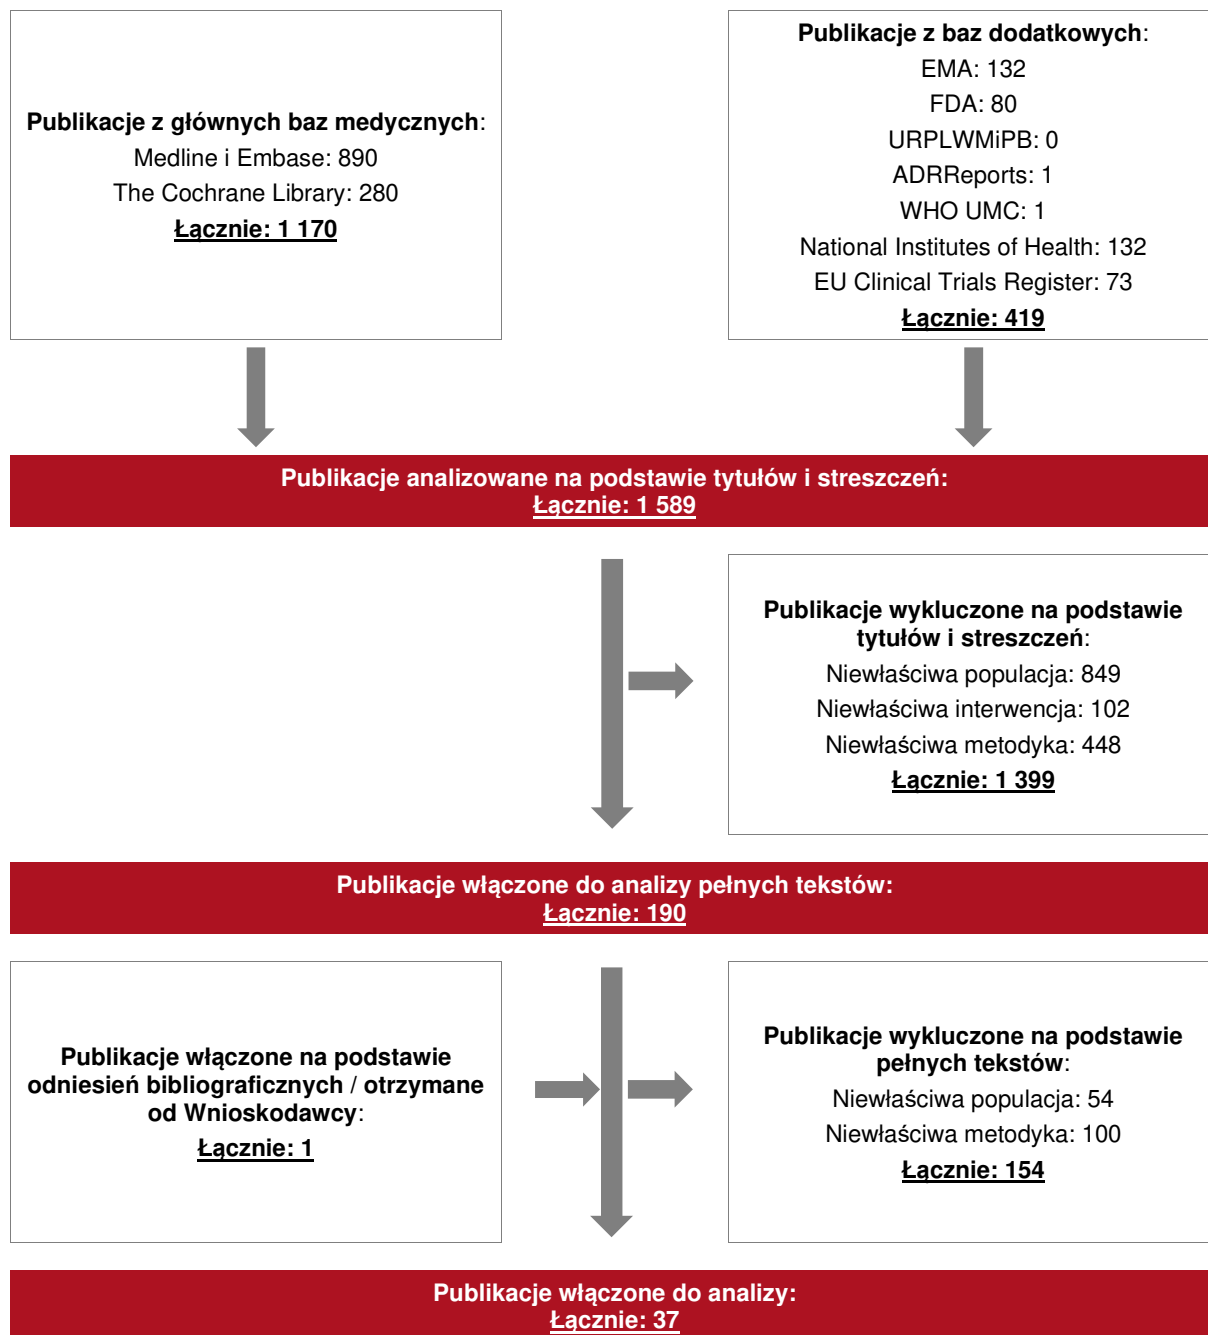 Publikacje z głównych baz medycznych:
Medline i Embase: 890
The Cochrane Library: 280
Łącznie: 1 170
Publikacje z baz dodatkowych:
EMA: 132
FDA: 80
URPLWMiPB: 0
ADRReports: 1
WHO UMC: 1
National Institutes of Health: 132
EU Clinical Trials Register: 73
Łącznie: 419
Publikacje analizowane na podstawie tytułów i streszczeń:
Łącznie: 1 589
Publikacje wykluczone na podstawie
tytułów i streszczeń:
Niewłaściwa populacja: 849
Niewłaściwa interwencja: 102
Niewłaściwa metodyka: 448
Łącznie: 1 399
Publikacje włączone do analizy pełnych tekstów:
Łącznie: 190
Publikacje włączone na podstawie
odniesień bibliograficznych / otrzymane
od Wnioskodawcy:
Łącznie: 1
Publikacje wykluczone na podstawie
pełnych tekstów:
Niewłaściwa populacja: 54
Niewłaściwa metodyka: 100
Łącznie: 154
Publikacje włączone do analizy:
Łącznie: 37